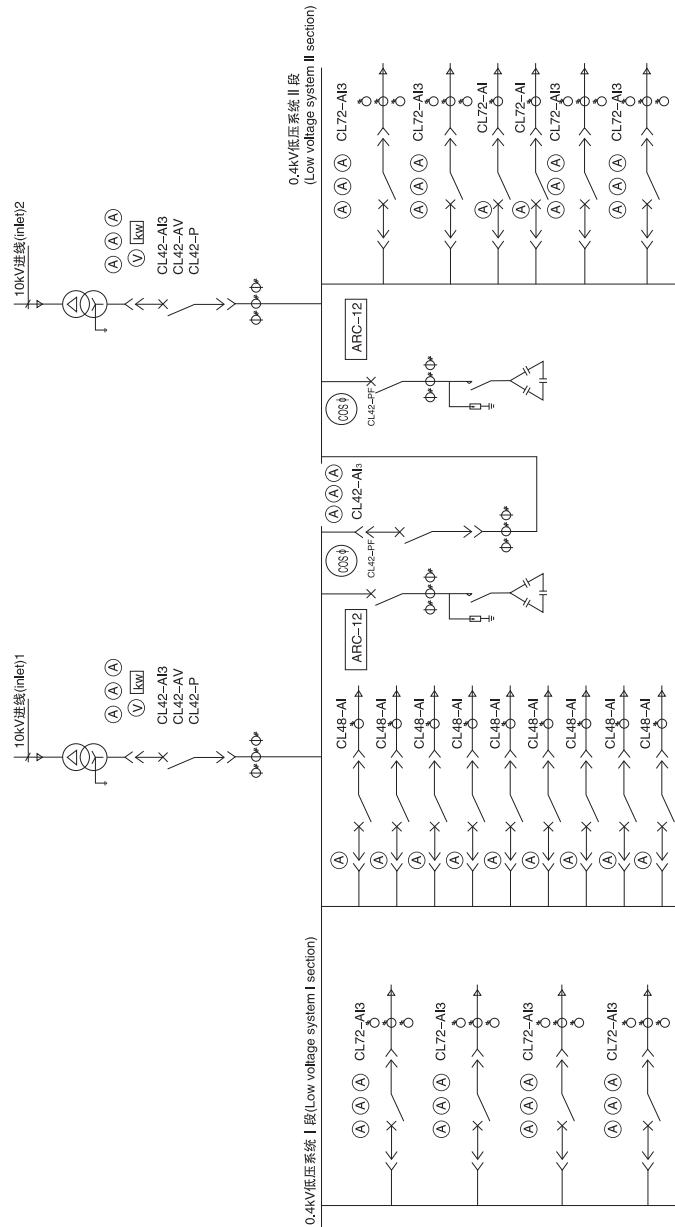 10kV进线(inlet)1
A A A
V kw
CL42-AI3
CL42-AV
CL42-P
10kV进线(inlet)2
A A A
V kw
CL42-AI3
CL42-AV
CL42-P
0.4kV低压系统 I 段(Low voltage system I section)
A A A
CL72-AI3
A A A
CL72-AI3
A A A
CL72-AI3
A A A
CL72-AI3
A
CL48-AI
A
CL48-AI
A
CL48-AI
A
CL48-AI
A
CL48-AI
A
CL48-AI
A
CL48-AI
A
CL48-AI
A
CL48-AI
ARC-12
COS ϕ
CL42-PF
A A A
CL42-AI3
COS ϕ
CL42-PF
ARC-12
0.4kV低压系统 II 段
(Low voltage system II section)
A A A
CL72-AI3
A A A
CL72-AI3
A
CL72-AI
A
CL72-AI
A A A
CL72-AI3
A A A
CL72-AI3